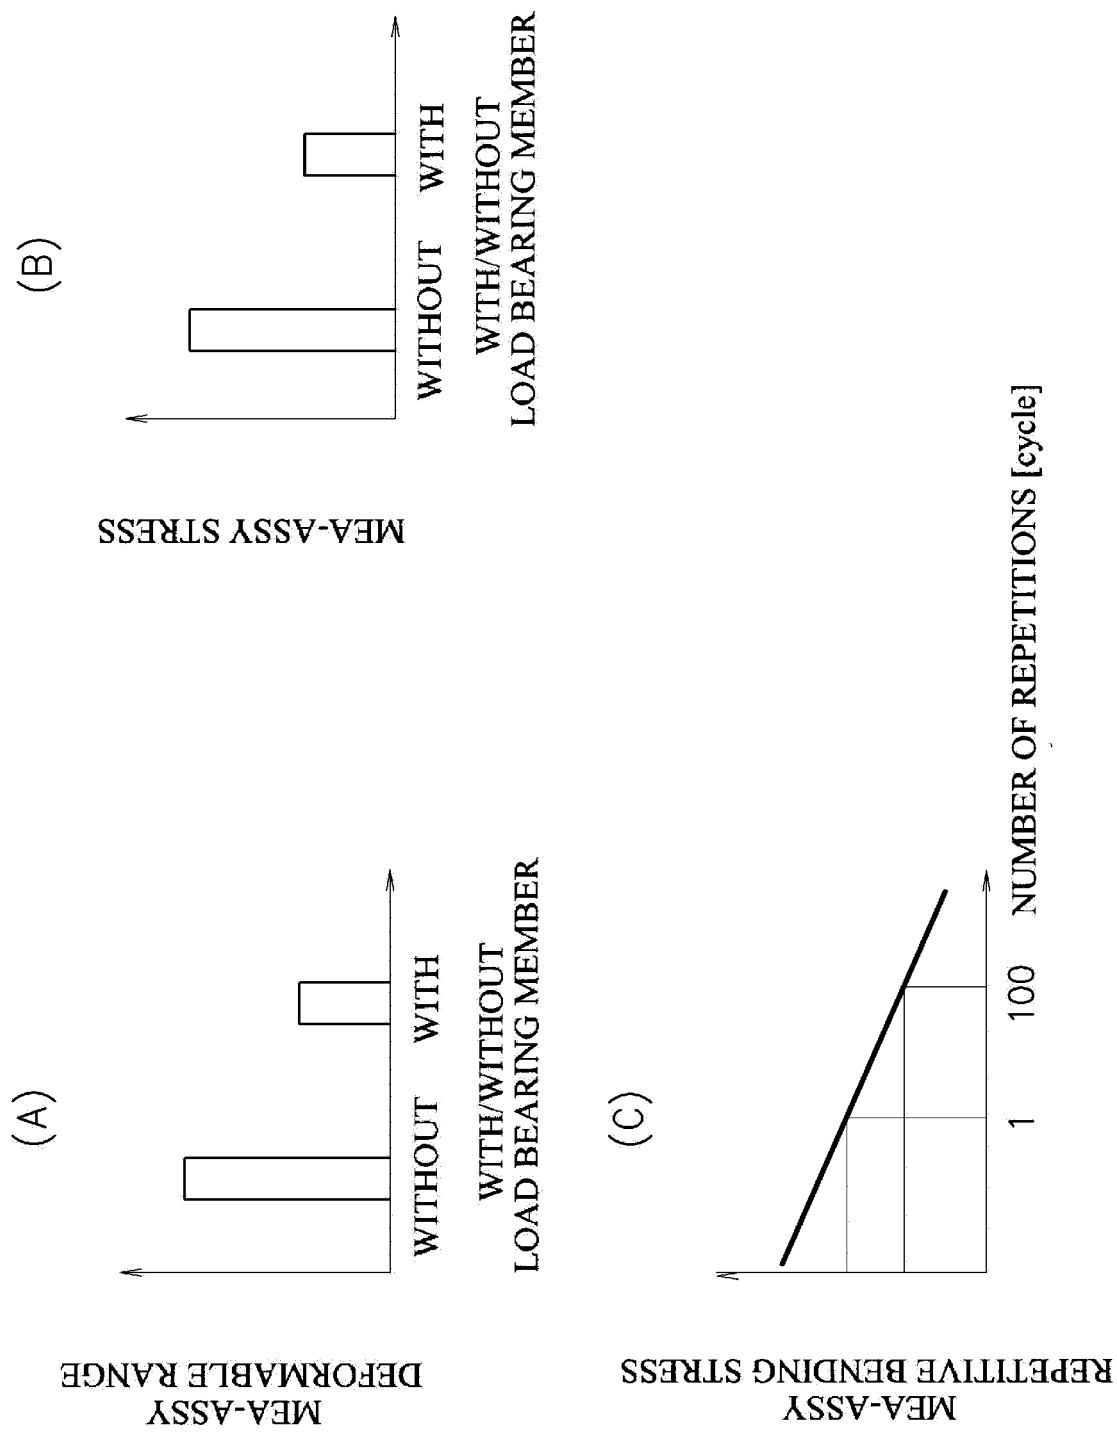 (A)
MEA-ASSY
DEFORMABLE RANGE
WITHOUT WITH
WITH/WITHOUT
LOAD BEARING MEMBER
(B)
MEA-ASSY STRESS
WITHOUT WITH
WITH/WITHOUT
LOAD BEARING MEMBER
(C)
MEA-ASSY
REPETITIVE BENDING STRESS
1 100 NUMBER OF REPETITIONS [cycle]